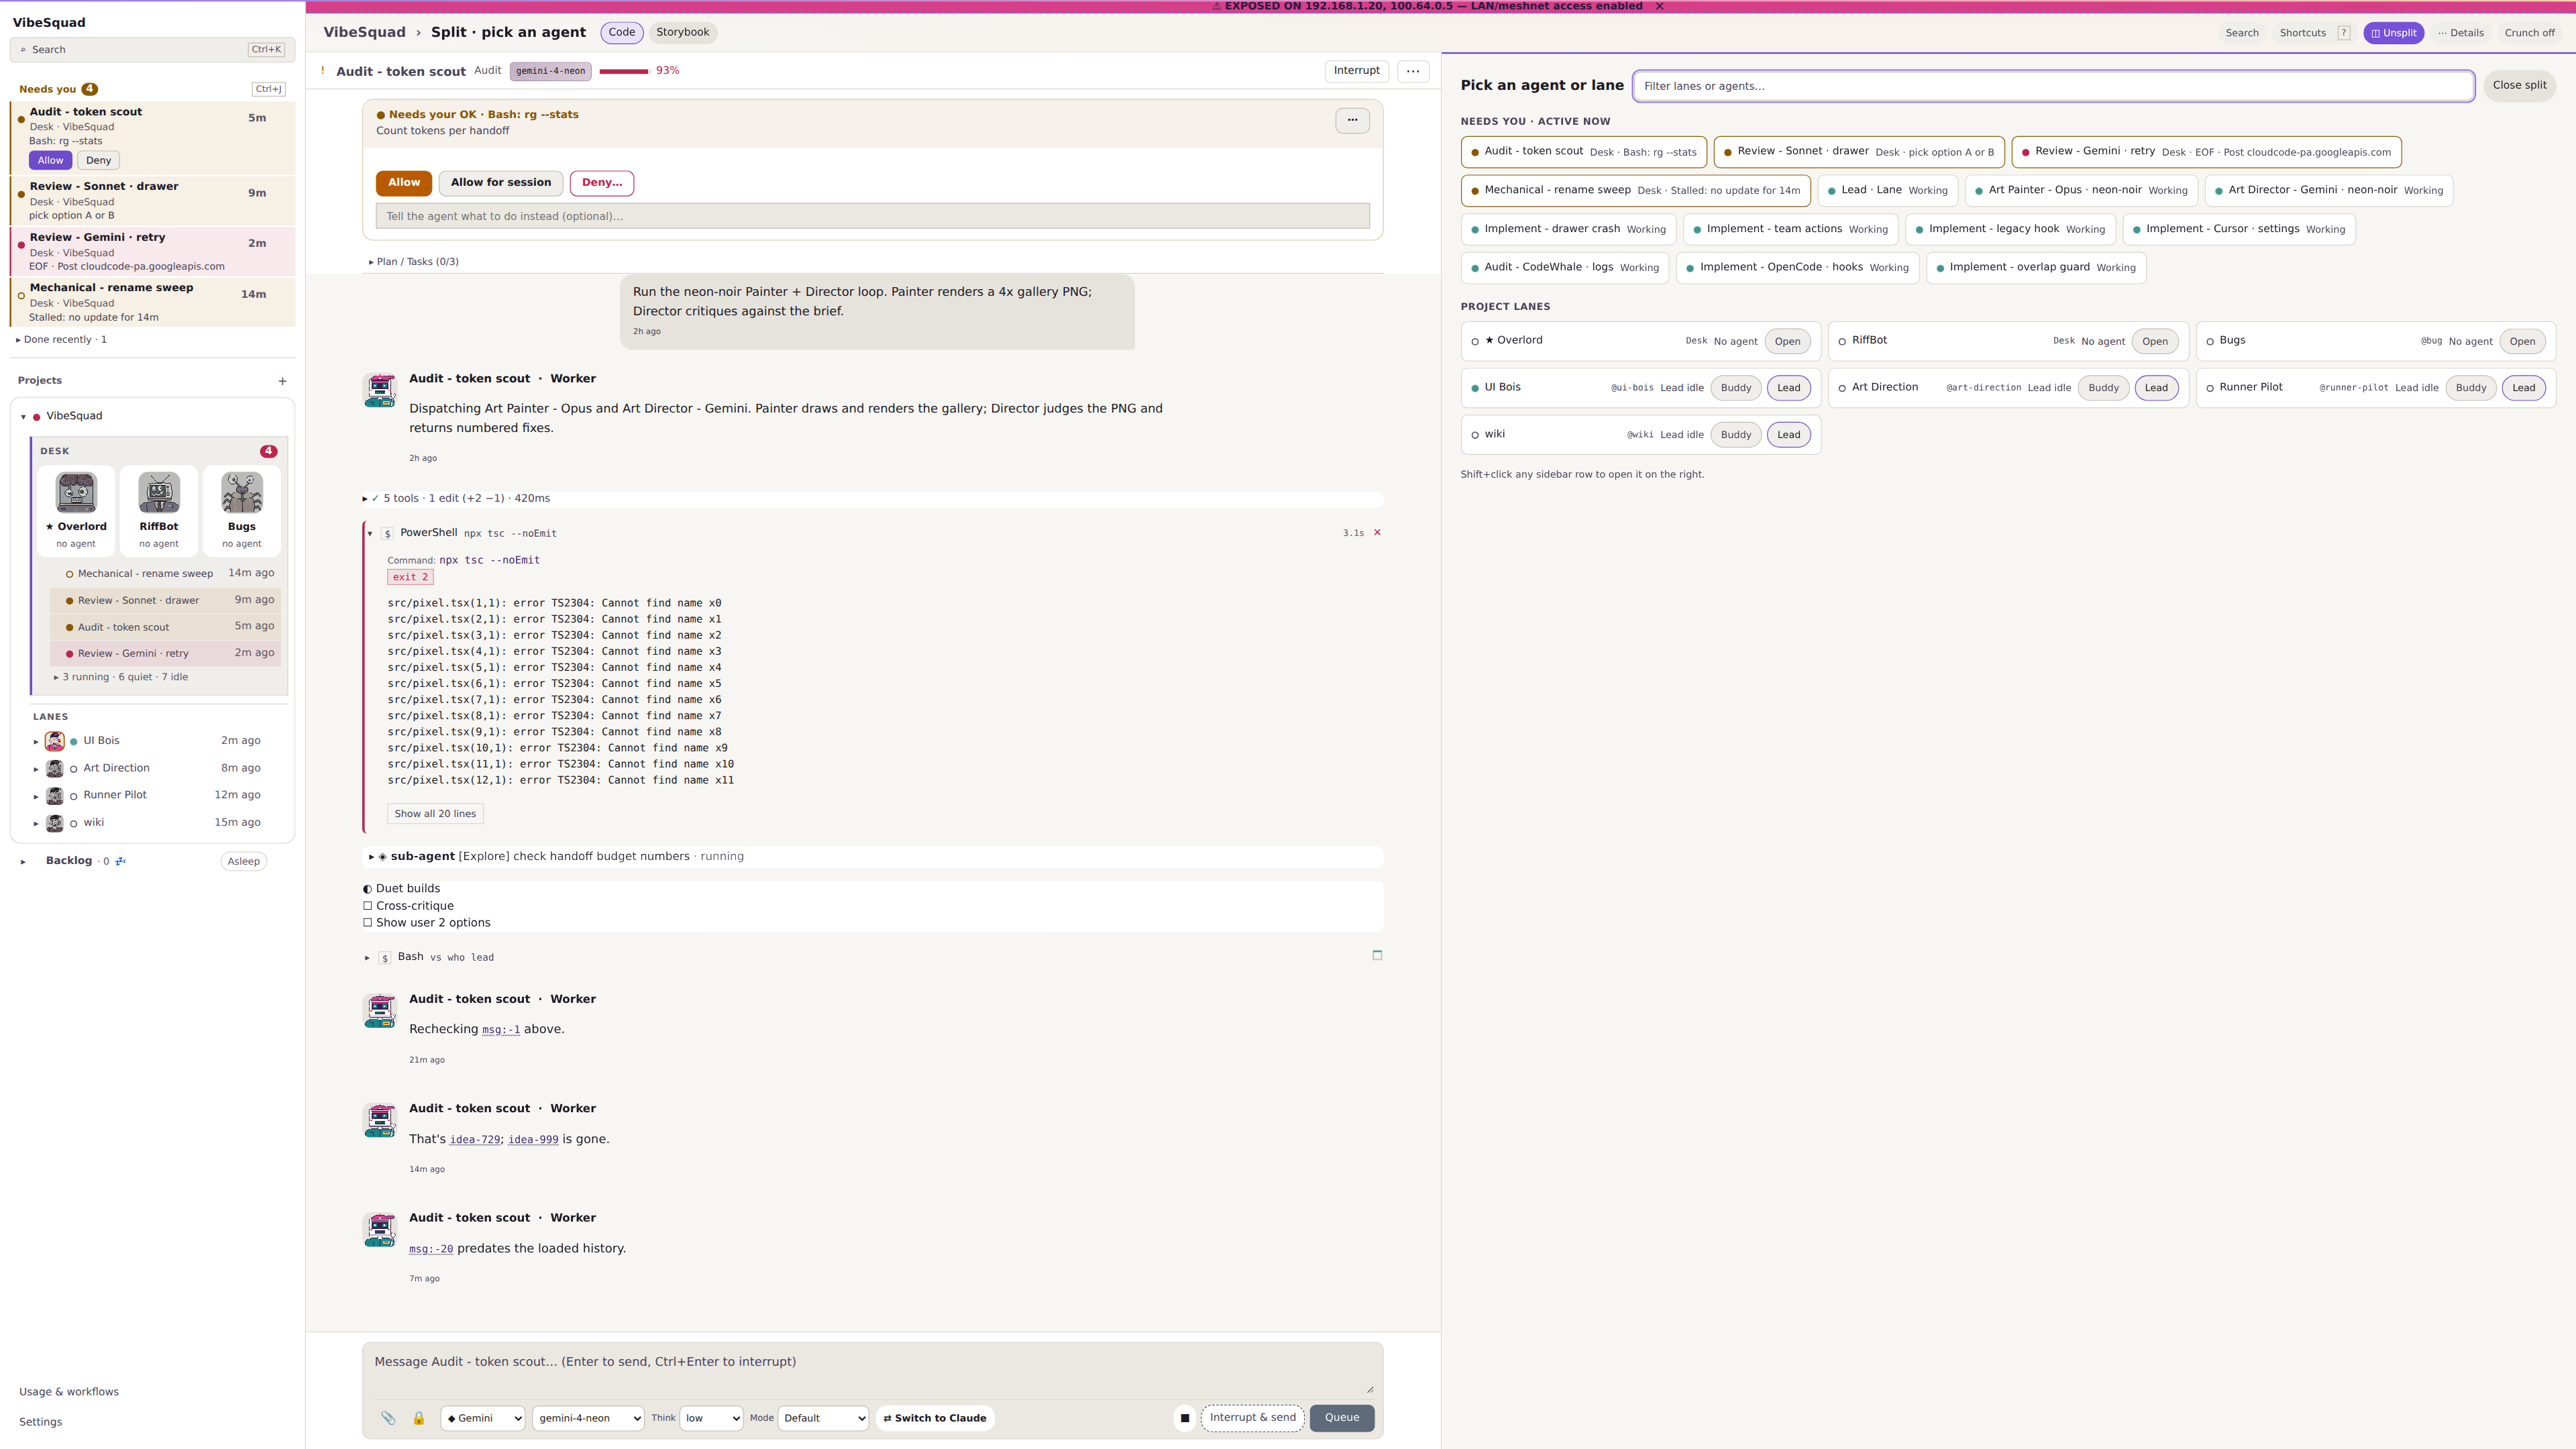 ⚠ EXPOSED ON 192.168.1.20, 100.64.0.5 — LAN/meshnet access enabled ✕
VibeSquad
⌕ Search Ctrl+K
Needs you 4 Ctrl+J
Audit - token scout 5m
Desk · VibeSquad
Bash: rg --stats
Allow Deny
Review - Sonnet · drawer 9m
Desk · VibeSquad
pick option A or B
Review - Gemini · retry 2m
Desk · VibeSquad
EOF · Post cloudcode-pa.googleapis.com
Mechanical - rename sweep 14m
Desk · VibeSquad
Stalled: no update for 14m
▸ Done recently · 1
Projects +
▾ VibeSquad
DESK 4
★ Overlord RiffBot Bugs
no agent no agent no agent
Mechanical - rename sweep 14m ago
Review - Sonnet · drawer 9m ago
Audit - token scout 5m ago
Review - Gemini · retry 2m ago
▸ 3 running · 6 quiet · 7 idle
LANES
▸ UI Bois 2m ago
▸ Art Direction 8m ago
▸ Runner Pilot 12m ago
▸ wiki 15m ago
▸ Backlog · 0 💤 Asleep
Usage & workflows
Settings
VibeSquad › Split · pick an agent Code Storybook
Search Shortcuts ? ◫ Unsplit ⋯ Details Crunch off
! Audit - token scout Audit gemini-4-neon 93% Interrupt ⋯
Needs your OK · Bash: rg --stats ⋯
Count tokens per handoff
Allow Allow for session Deny…
Tell the agent what to do instead (optional)…
▸ Plan / Tasks (0/3)
Run the neon-noir Painter + Director loop. Painter renders a 4x gallery PNG;
Director critiques against the brief.
2h ago
Audit - token scout · Worker
Dispatching Art Painter - Opus and Art Director - Gemini. Painter draws and renders the gallery; Director judges the PNG and
returns numbered fixes.
2h ago
▸ ✓ 5 tools · 1 edit (+2 −1) · 420ms
▾ $ PowerShell npx tsc --noEmit 3.1s ✕
Command: npx tsc --noEmit
exit 2
src/pixel.tsx(1,1): error TS2304: Cannot find name x0
src/pixel.tsx(2,1): error TS2304: Cannot find name x1
src/pixel.tsx(3,1): error TS2304: Cannot find name x2
src/pixel.tsx(4,1): error TS2304: Cannot find name x3
src/pixel.tsx(5,1): error TS2304: Cannot find name x4
src/pixel.tsx(6,1): error TS2304: Cannot find name x5
src/pixel.tsx(7,1): error TS2304: Cannot find name x6
src/pixel.tsx(8,1): error TS2304: Cannot find name x7
src/pixel.tsx(9,1): error TS2304: Cannot find name x8
src/pixel.tsx(10,1): error TS2304: Cannot find name x9
src/pixel.tsx(11,1): error TS2304: Cannot find name x10
src/pixel.tsx(12,1): error TS2304: Cannot find name x11
Show all 20 lines
▸ ◈ sub-agent [Explore] check handoff budget numbers · running
◐ Duet builds
☐ Cross-critique
☐ Show user 2 options
▸ $ Bash vs who lead
Audit - token scout · Worker
Rechecking msg:-1 above.
21m ago
Audit - token scout · Worker
That's idea-729; idea-999 is gone.
14m ago
Audit - token scout · Worker
msg:-20 predates the loaded history.
7m ago
Message Audit - token scout… (Enter to send, Ctrl+Enter to interrupt)
📎 🔒 ◆ Gemini gemini-4-neon Think low Mode Default ⇄ Switch to Claude ■ Interrupt & send Queue
Pick an agent or lane Filter lanes or agents… Close split
NEEDS YOU · ACTIVE NOW
Audit - token scout Desk · Bash: rg --stats Review - Sonnet · drawer Desk · pick option A or B Review - Gemini · retry Desk · EOF · Post cloudcode-pa.googleapis.com
Mechanical - rename sweep Desk · Stalled: no update for 14m Lead · Lane Working Art Painter - Opus · neon-noir Working Art Director - Gemini · neon-noir Working
Implement - drawer crash Working Implement - team actions Working Implement - legacy hook Working Implement - Cursor · settings Working
Audit - CodeWhale · logs Working Implement - OpenCode · hooks Working Implement - overlap guard Working
PROJECT LANES
★ Overlord Desk No agent Open RiffBot Desk No agent Open Bugs @bug No agent Open
UI Bois @ui-bois Lead idle Buddy Lead Art Direction @art-direction Lead idle Buddy Lead Runner Pilot @runner-pilot Lead idle Buddy Lead
wiki @wiki Lead idle Buddy Lead
Shift+click any sidebar row to open it on the right.